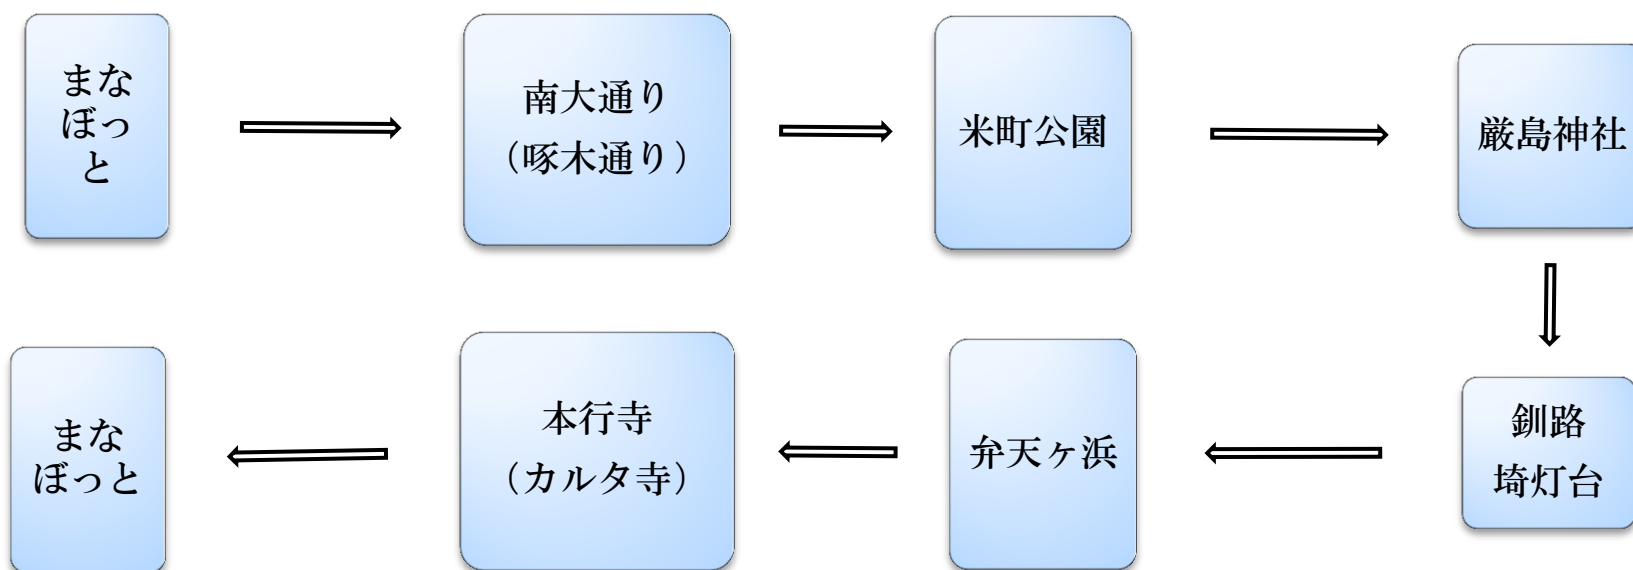 まな
ぼっ
と
南大通り
（啄木通り）
米町公園
厳島神社
釧路
埼灯台
弁天ヶ浜
本行寺
（カルタ寺）
まな
ぼっと